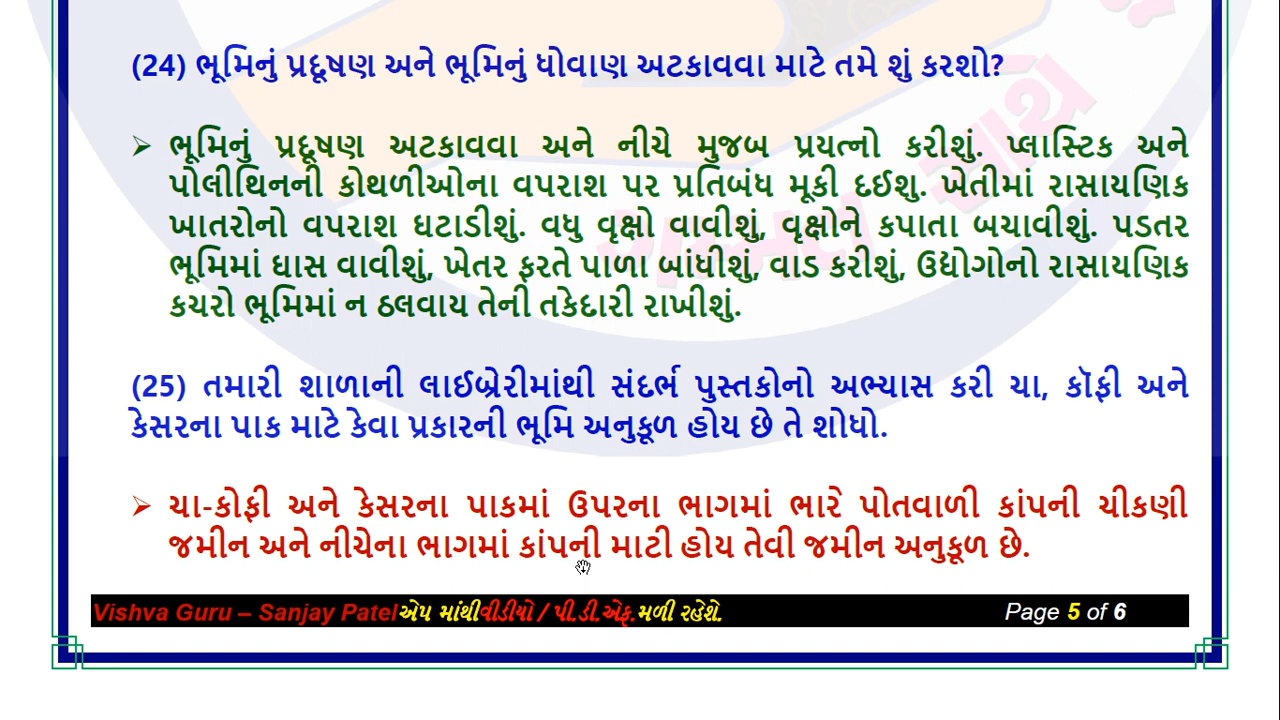 (24) ભૂમિનું પ્રદૂષણ અને ભૂમિનું ધોવાણ અટકાવવા માટે તમે શું કરશો?
➢ ભૂમિનું પ્રદૂષણ અટકાવવા અને નીચે મુજબ પ્રયત્નો કરીશું. પ્લાસ્ટિક અને
પોલીથિનની કોથળીઓના વપરાશ પર પ્રતિબંધ મૂકી દઈશુ. ખેતીમાં રાસાયણિક
ખાતરોનો વપરાશ ઘટાડીશું. વધુ વૃક્ષો વાવીશું, વૃક્ષોને કપાતા બચાવીશું. પડતર
ભૂમિમાં ઘાસ વાવીશું, ખેતર ફરતે પાળા બાંધીશું, વાડ કરીશું, ઉદ્યોગોનો રાસાયણિક
કચરો ભૂમિમાં ન ઠલવાય તેની તકેદારી રાખીશું.
(25) તમારી શાળાની લાઈબ્રેરીમાંથી સંદર્ભ પુસ્તકોનો અભ્યાસ કરી ચા, કૉફી અને
કેસરના પાક માટે કેવા પ્રકારની ભૂમિ અનુકૂળ હોય છે તે શોધો.
➢ ચા-કોફી અને કેસરના પાકમાં ઉપરના ભાગમાં ભારે પોતવાળી કાંપની ચીકણી
જમીન અને નીચેના ભાગમાં કાંપની માટી હોય તેવી જમીન અનુકૂળ છે.
Vishva Guru – Sanjay Patel એપ માંથી વીડીયો / પી.ડી.એફ. મળી રહેશે. Page 5 of 6